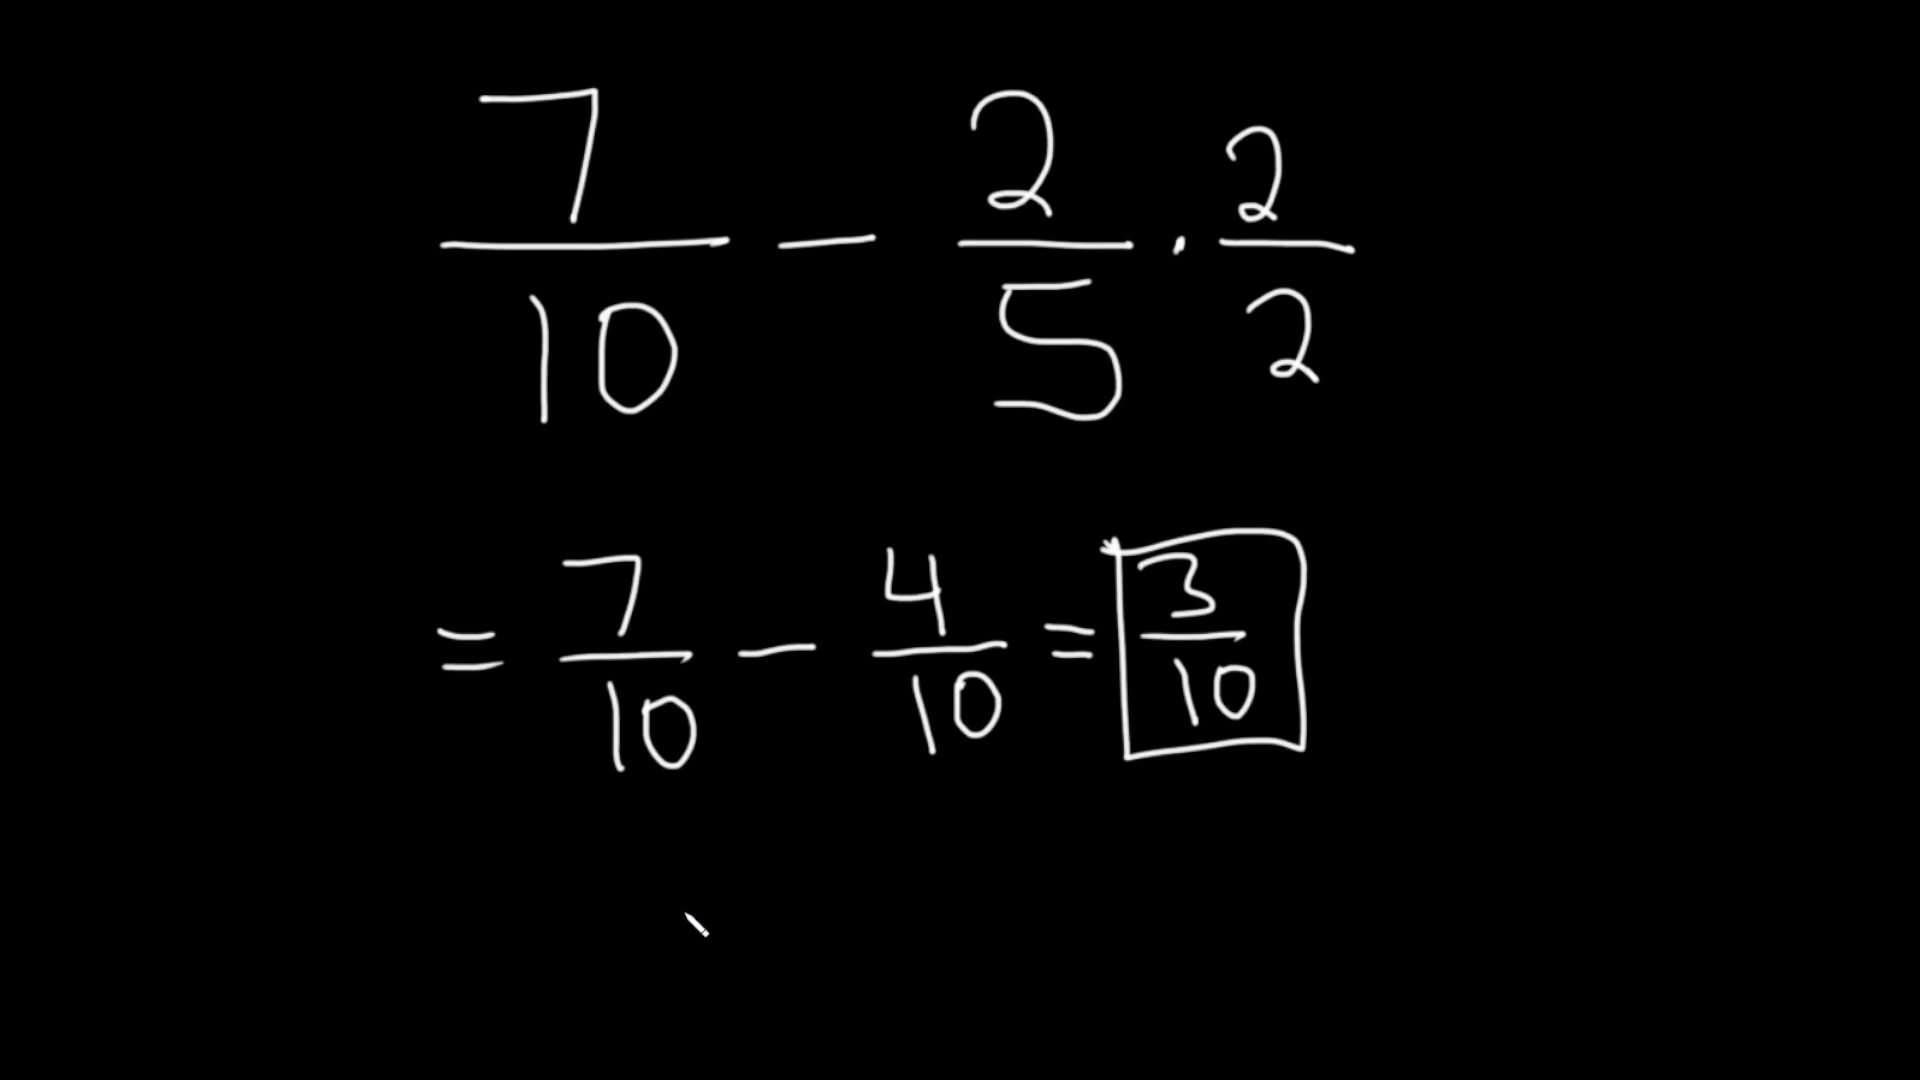 7/10 - 2/5 · 2/2
= 7/10 - 4/10 = 3/10